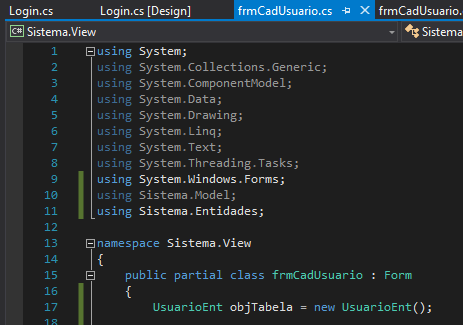 Login.cs Login.cs [Design] frmCadUsuario.cs frmCadUsuario.
C# Sistema.View Sistema
1 using System;
2 using System.Collections.Generic;
3 using System.ComponentModel;
4 using System.Data;
5 using System.Drawing;
6 using System.Linq;
7 using System.Text;
8 using System.Threading.Tasks;
9 using System.Windows.Forms;
10 using Sistema.Model;
11 using Sistema.Entidades;
12
13 namespace Sistema.View
14 {
15 public partial class frmCadUsuario : Form
16 {
17 UsuarioEnt objTabela = new UsuarioEnt();